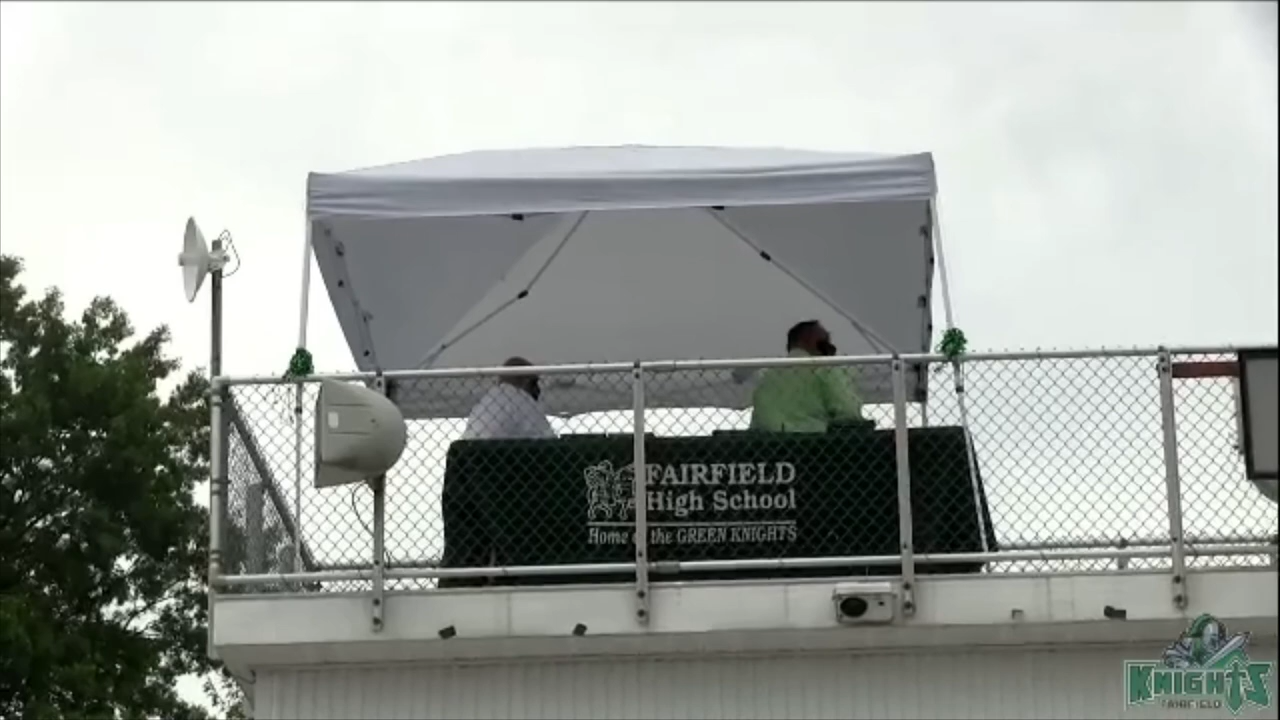 FAIRFIELD
High School
Home of the GREEN KNIGHTS
KNIGHTS
FAIRFIELD